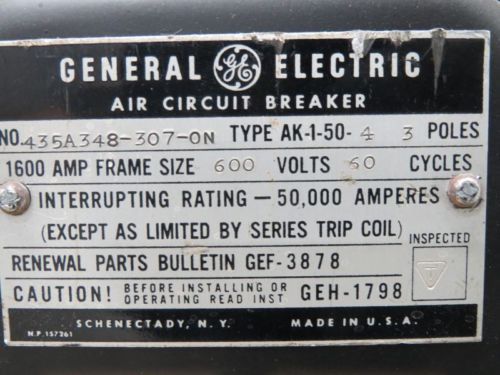 GENERAL GE ELECTRIC
AIR CIRCUIT BREAKER
NO. 435A348-307-ON TYPE AK-1-50-4 3 POLES
1600 AMP FRAME SIZE 600 VOLTS 60 CYCLES
INTERRUPTING RATING — 50,000 AMPERES
(EXCEPT AS LIMITED BY SERIES TRIP COIL)
INSPECTED
RENEWAL PARTS BULLETIN GEF-3878
CAUTION! BEFORE INSTALLING OR
OPERATING READ INST GEH-1798
SCHENECTADY, N. Y. MADE IN U. S. A.
N.P. 157261